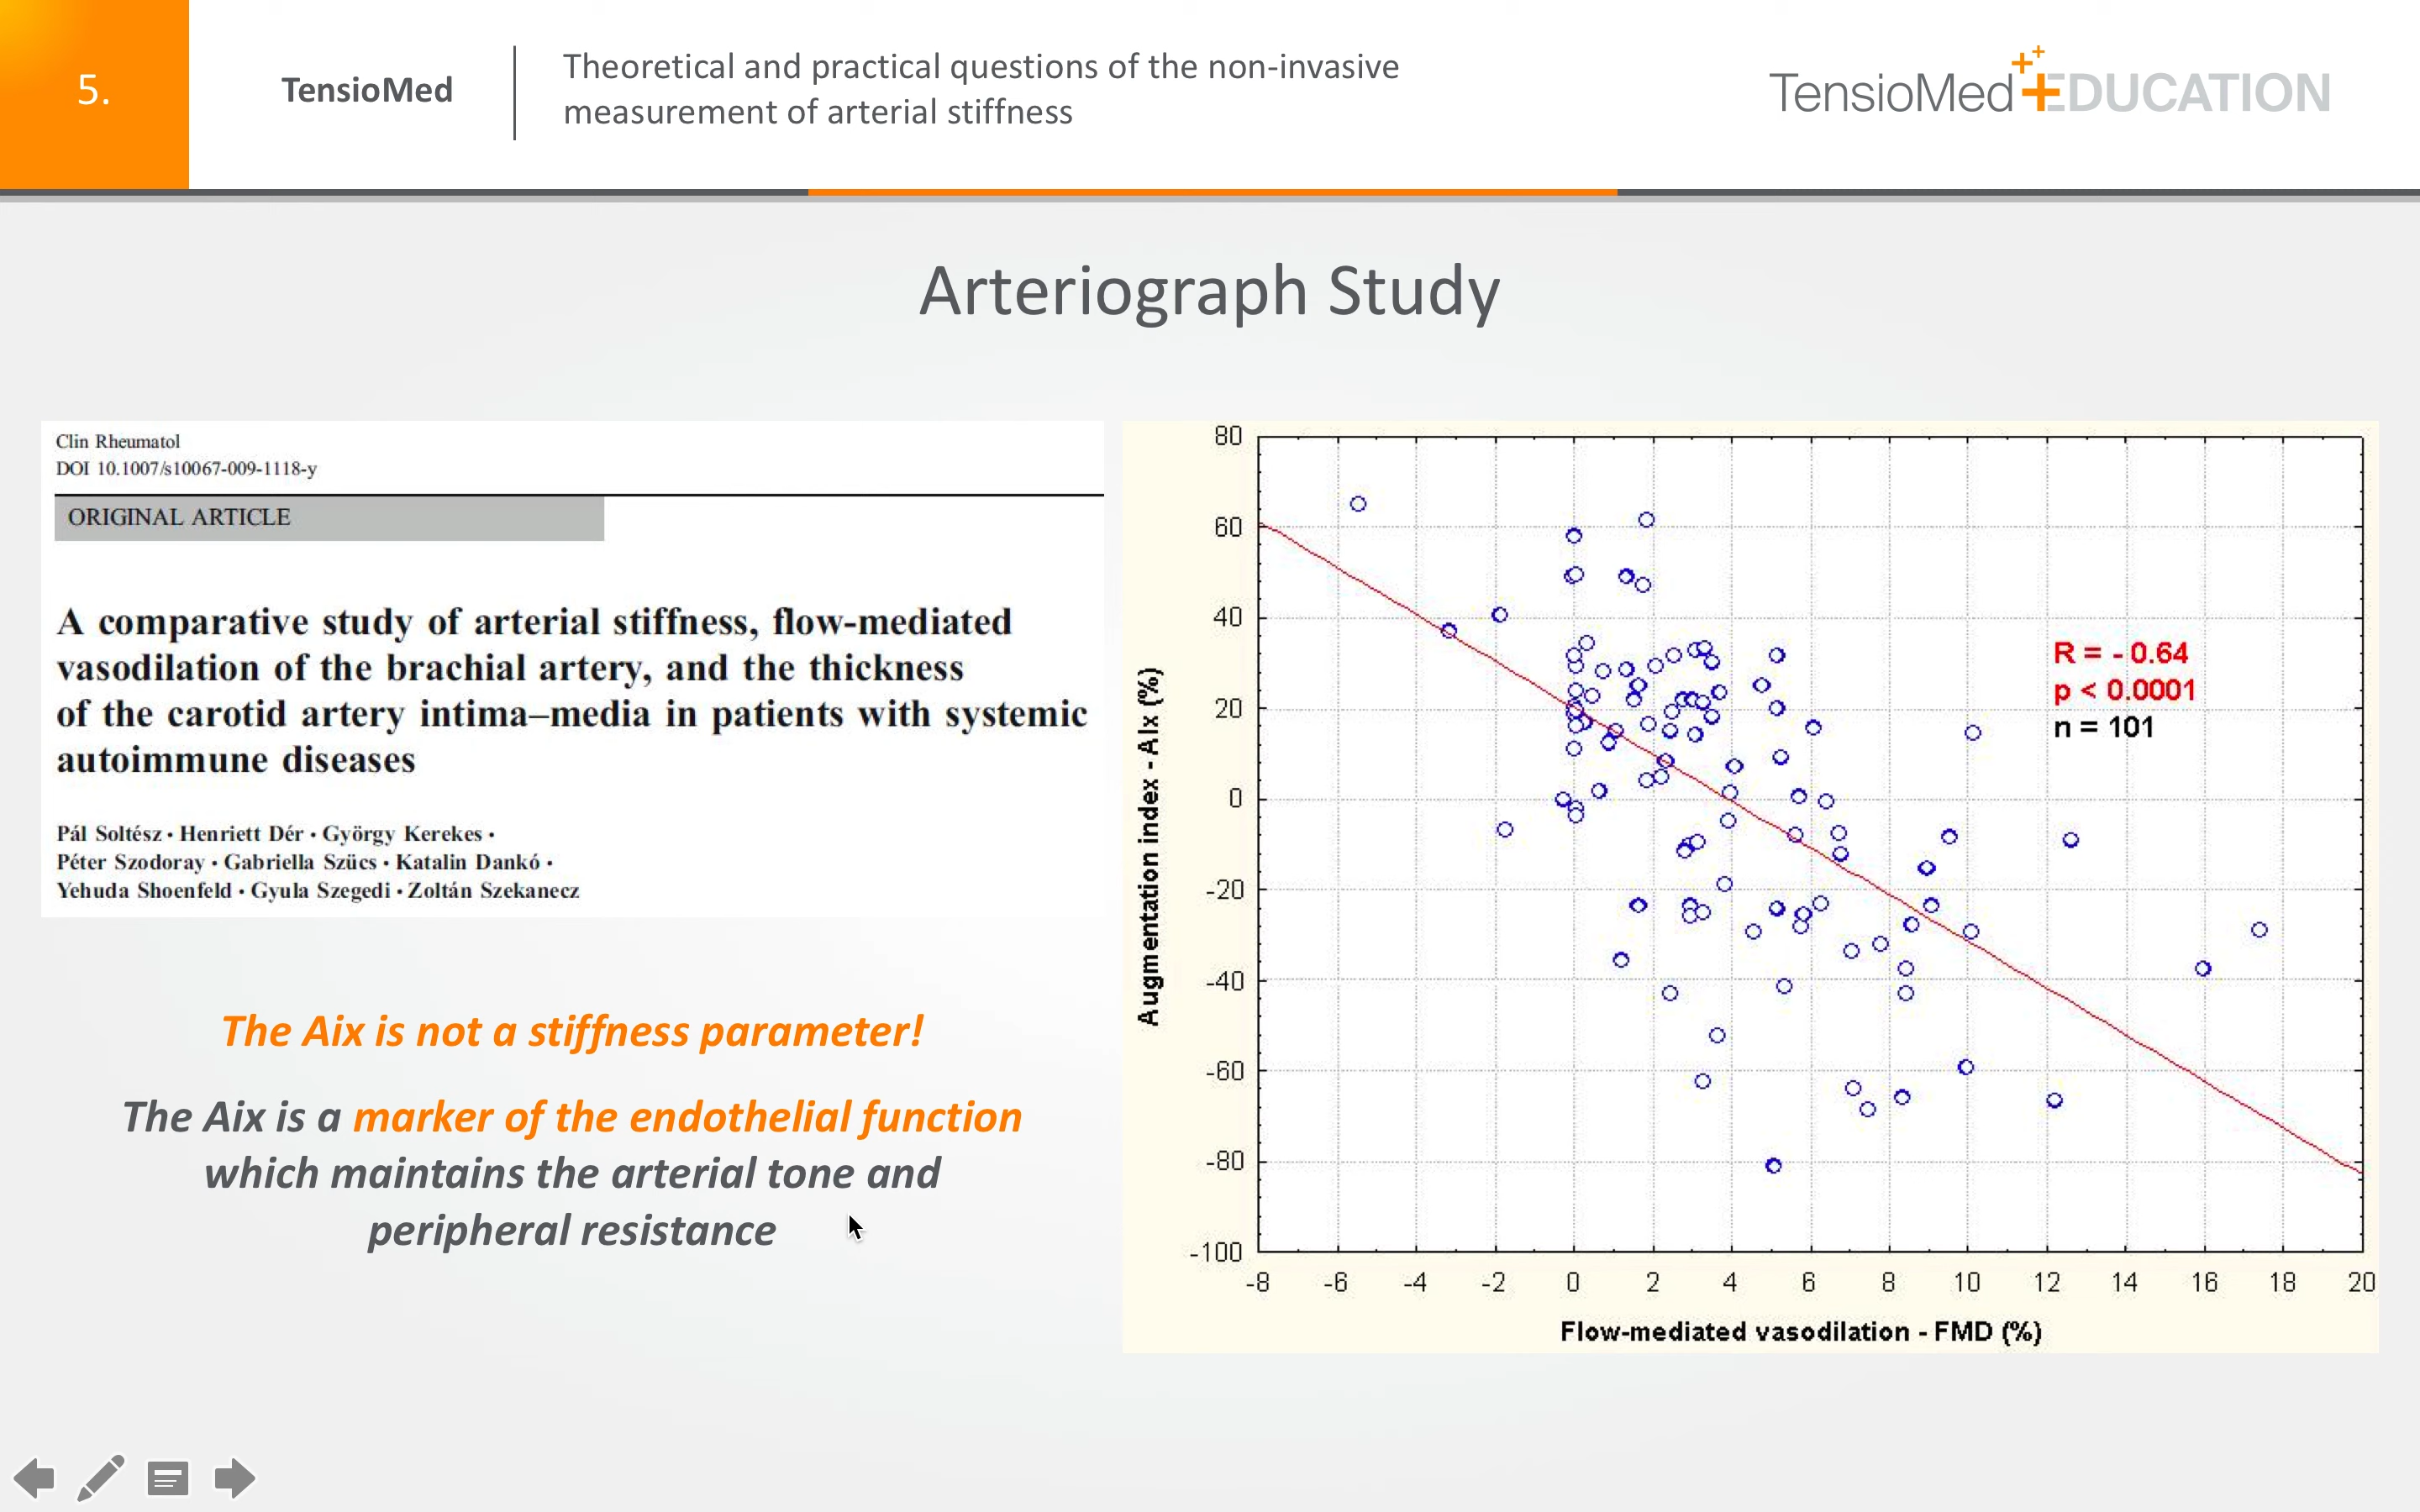 5.
TensioMed
Theoretical and practical questions of the non-invasive
measurement of arterial stiffness
TensioMed EDUCATION
Arteriograph Study
Clin Rheumatol
DOI 10.1007/s10067-009-1118-y
ORIGINAL ARTICLE
A comparative study of arterial stiffness, flow-mediated
vasodilation of the brachial artery, and the thickness
of the carotid artery intima–media in patients with systemic
autoimmune diseases
Pál Soltész • Henriett Dér • György Kerekes •
Péter Szodoray • Gabriella Szücs • Katalin Dankó •
Yehuda Shoenfeld • Gyula Szegedi • Zoltán Szekanecz
The Aix is not a stiffness parameter!
The Aix is a marker of the endothelial function
which maintains the arterial tone and
peripheral resistance
Augmentation index - AIx (%)
80
60
40
20
0
-20
-40
-60
-80
-100
R = - 0.64
p < 0.0001
n = 101
-8 -6 -4 -2 0 2 4 6 8 10 12 14 16 18 20
Flow-mediated vasodilation - FMD (%)